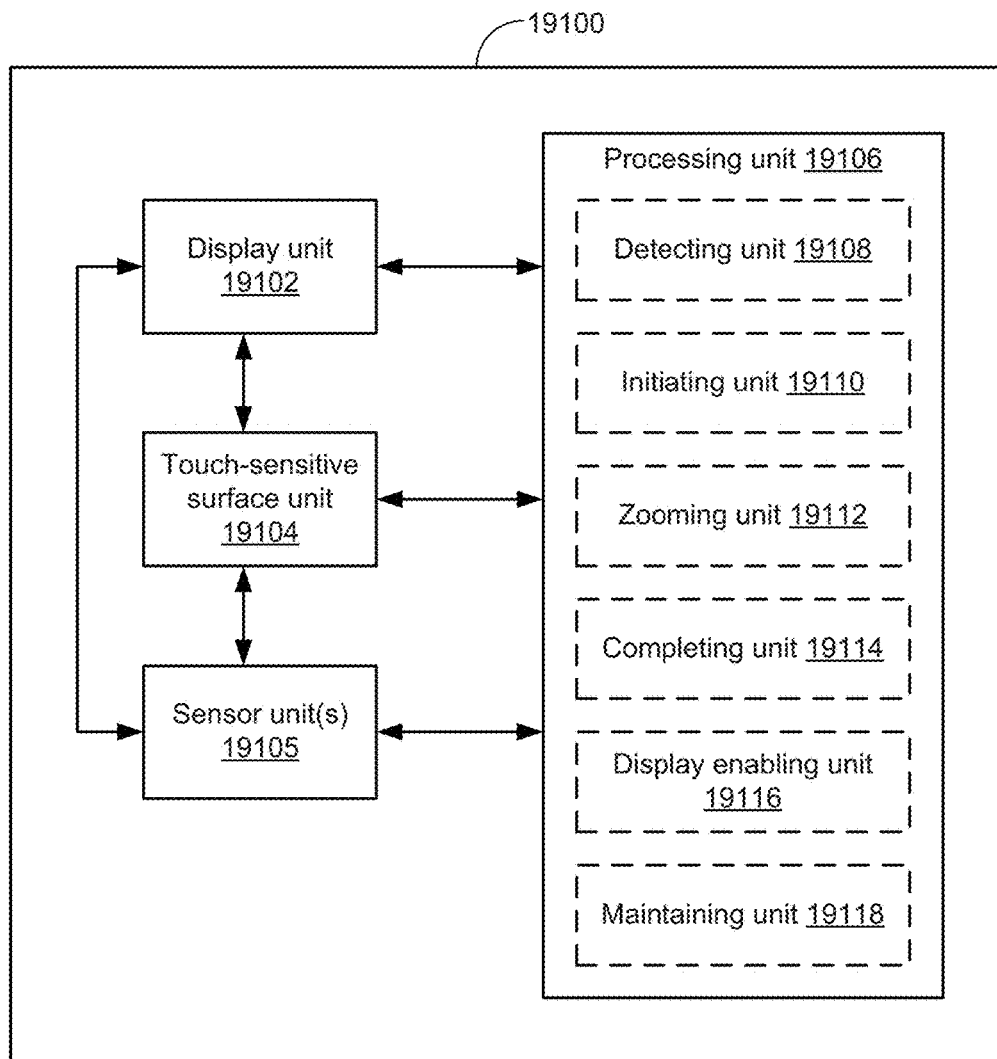 19100
Processing unit 19106
Display unit
19102
Detecting unit 19108
Initiating unit 19110
Touch-sensitive
surface unit
19104
Zooming unit 19112
Completing unit 19114
Sensor unit(s)
19105
Display enabling unit
19116
Maintaining unit 19118